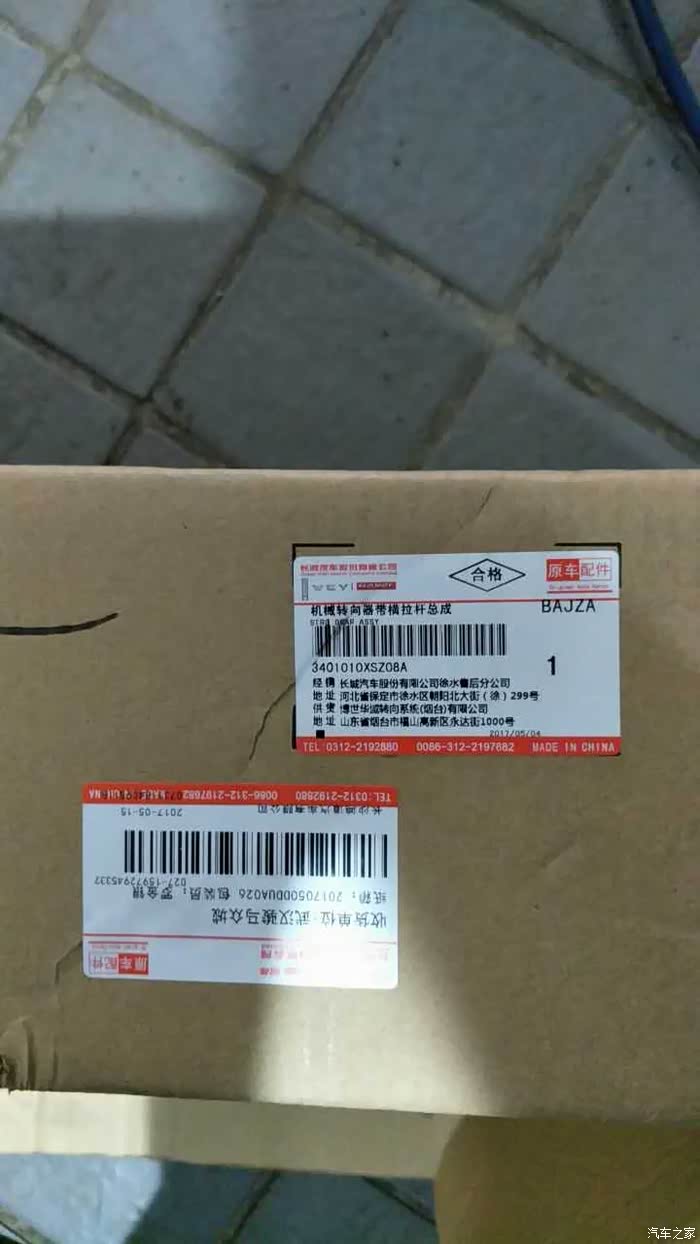 长城汽车股份有限公司
合格
原车配件
HAVAL
机械转向器带横拉杆总成
BAJZA
STRG GEAR ASSY
3401010XSZ08A
1
经销 长城汽车股份有限公司徐水售后分公司
地址 河北省保定市徐水区朝阳北大街(徐)299号
供货 博世华域转向系统(烟台)有限公司
地址 山东省烟台市福山高新区永达街1000号
2017/05/04
TEL 0312-2192880 0086-312-2197682 MADE IN CHINA
原车配件
收货单位:武汉骏马众城
纸箱:2017050DDUA026 包装员:罗金锁
027-15972945332
2017-05-15
TEL:0312-2192880 0086-312-2197682
汽车之家